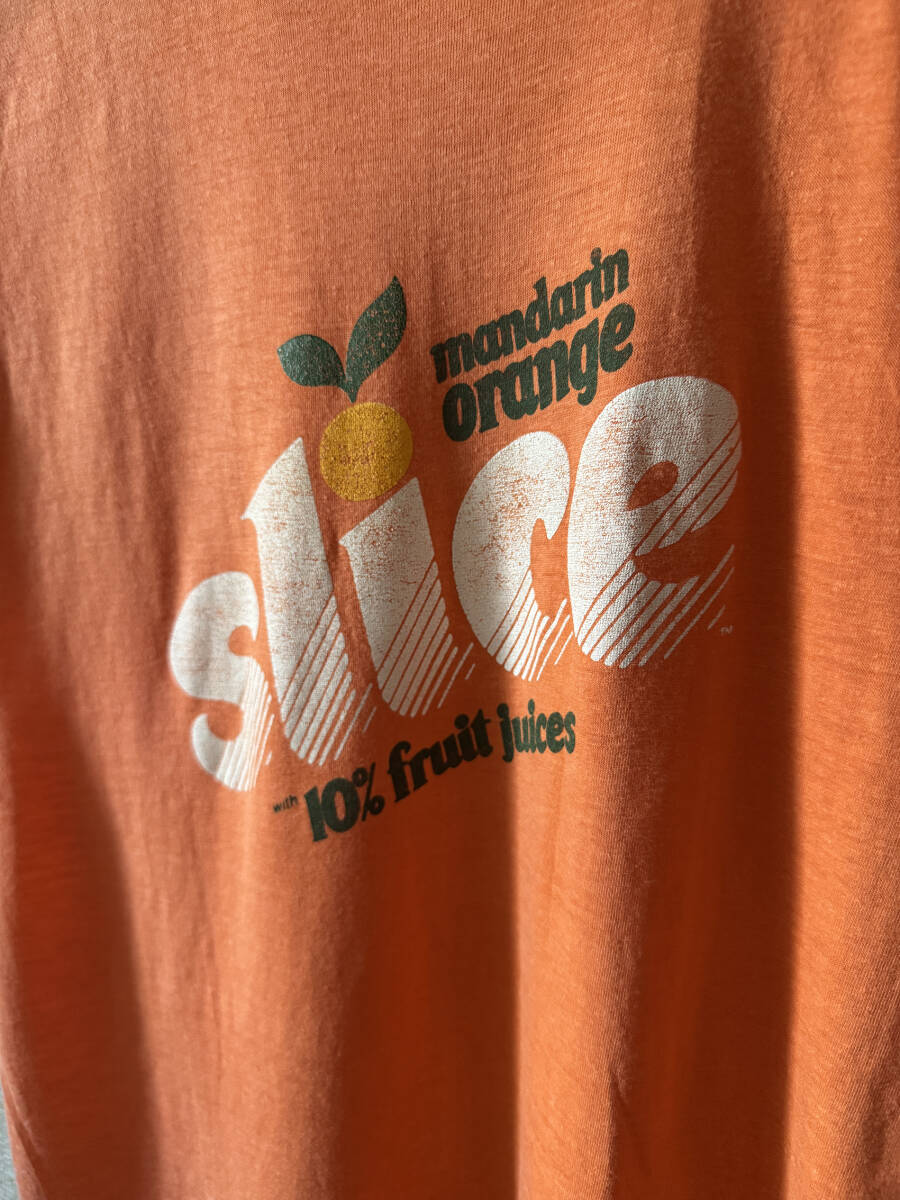 mandarin
orange
slice
TM
with 10% fruit juices